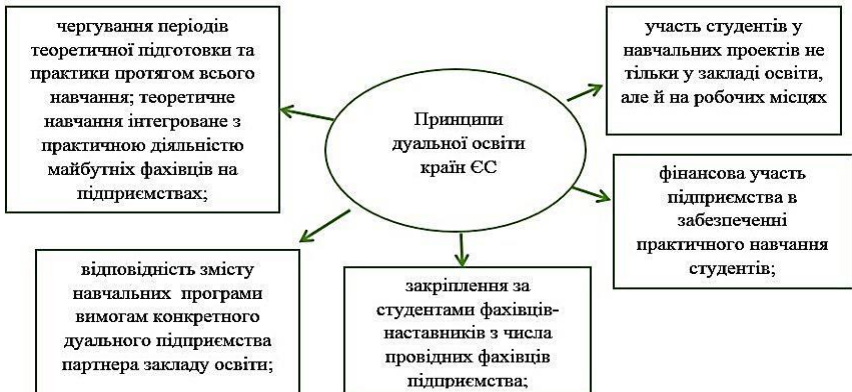 чергування періодів
теоретичної підготовки та
практики протягом всього
навчання; теоретичне
навчання інтегроване з
практичною діяльністю
майбутніх фахівців на
підприємствах;
Принципи
дуальної освіти
країн ЄС
участь студентів у
навчальних проектів не
тільки у закладі освіти,
але й на робочих місцях
фінансова участь
підприємства в
забезпеченні
практичного навчання
студентів;
відповідність змісту
навчальних програми
вимогам конкретного
дуального підприємства
партнера закладу освіти;
закріплення за
студентами фахівців-
наставників з числа
провідних фахівців
підприємства;